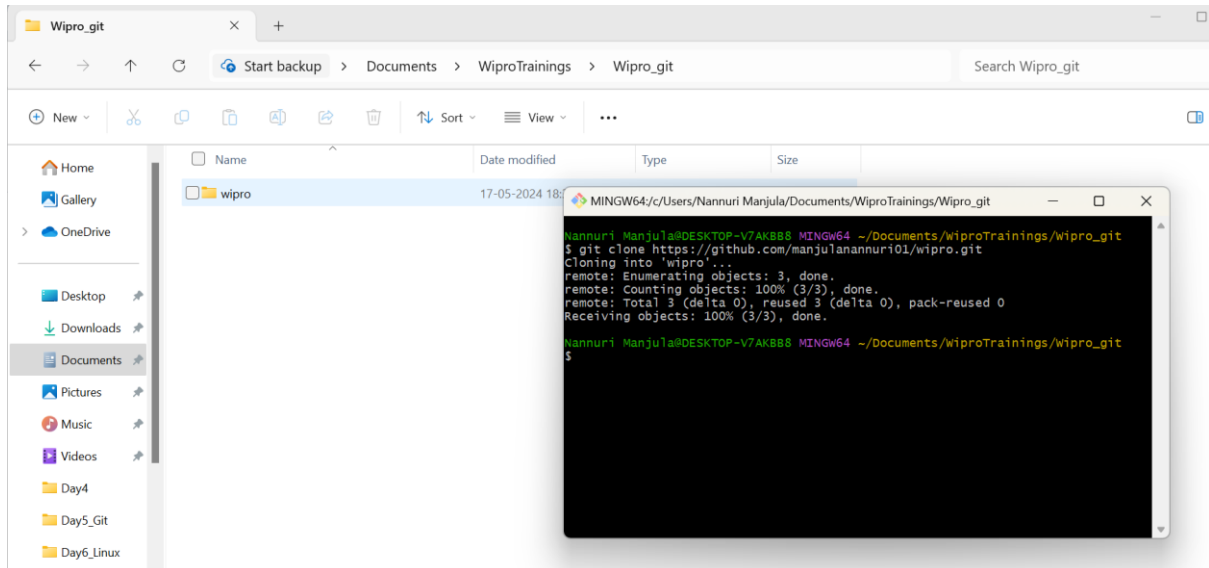 Wipro_git
Start backup > Documents > WiproTrainings > Wipro_git
Search Wipro_git
New
Sort
View
Home
Gallery
OneDrive
Desktop
Downloads
Documents
Pictures
Music
Videos
Day4
Day5_Git
Day6_Linux
Name Date modified Type Size
wipro 17-05-2024 18:
MINGW64:/c/Users/Nannuri Manjula/Documents/WiproTrainings/Wipro_git
Nannuri Manjula@DESKTOP-V7AKBB8 MINGW64 ~/Documents/WiproTrainings/Wipro_git
$ git clone https://github.com/manjulanannuri01/wipro.git
Cloning into 'wipro'...
remote: Enumerating objects: 3, done.
remote: Counting objects: 100% (3/3), done.
remote: Total 3 (delta 0), reused 3 (delta 0), pack-reused 0
Receiving objects: 100% (3/3), done.
Nannuri Manjula@DESKTOP-V7AKBB8 MINGW64 ~/Documents/WiproTrainings/Wipro_git
$